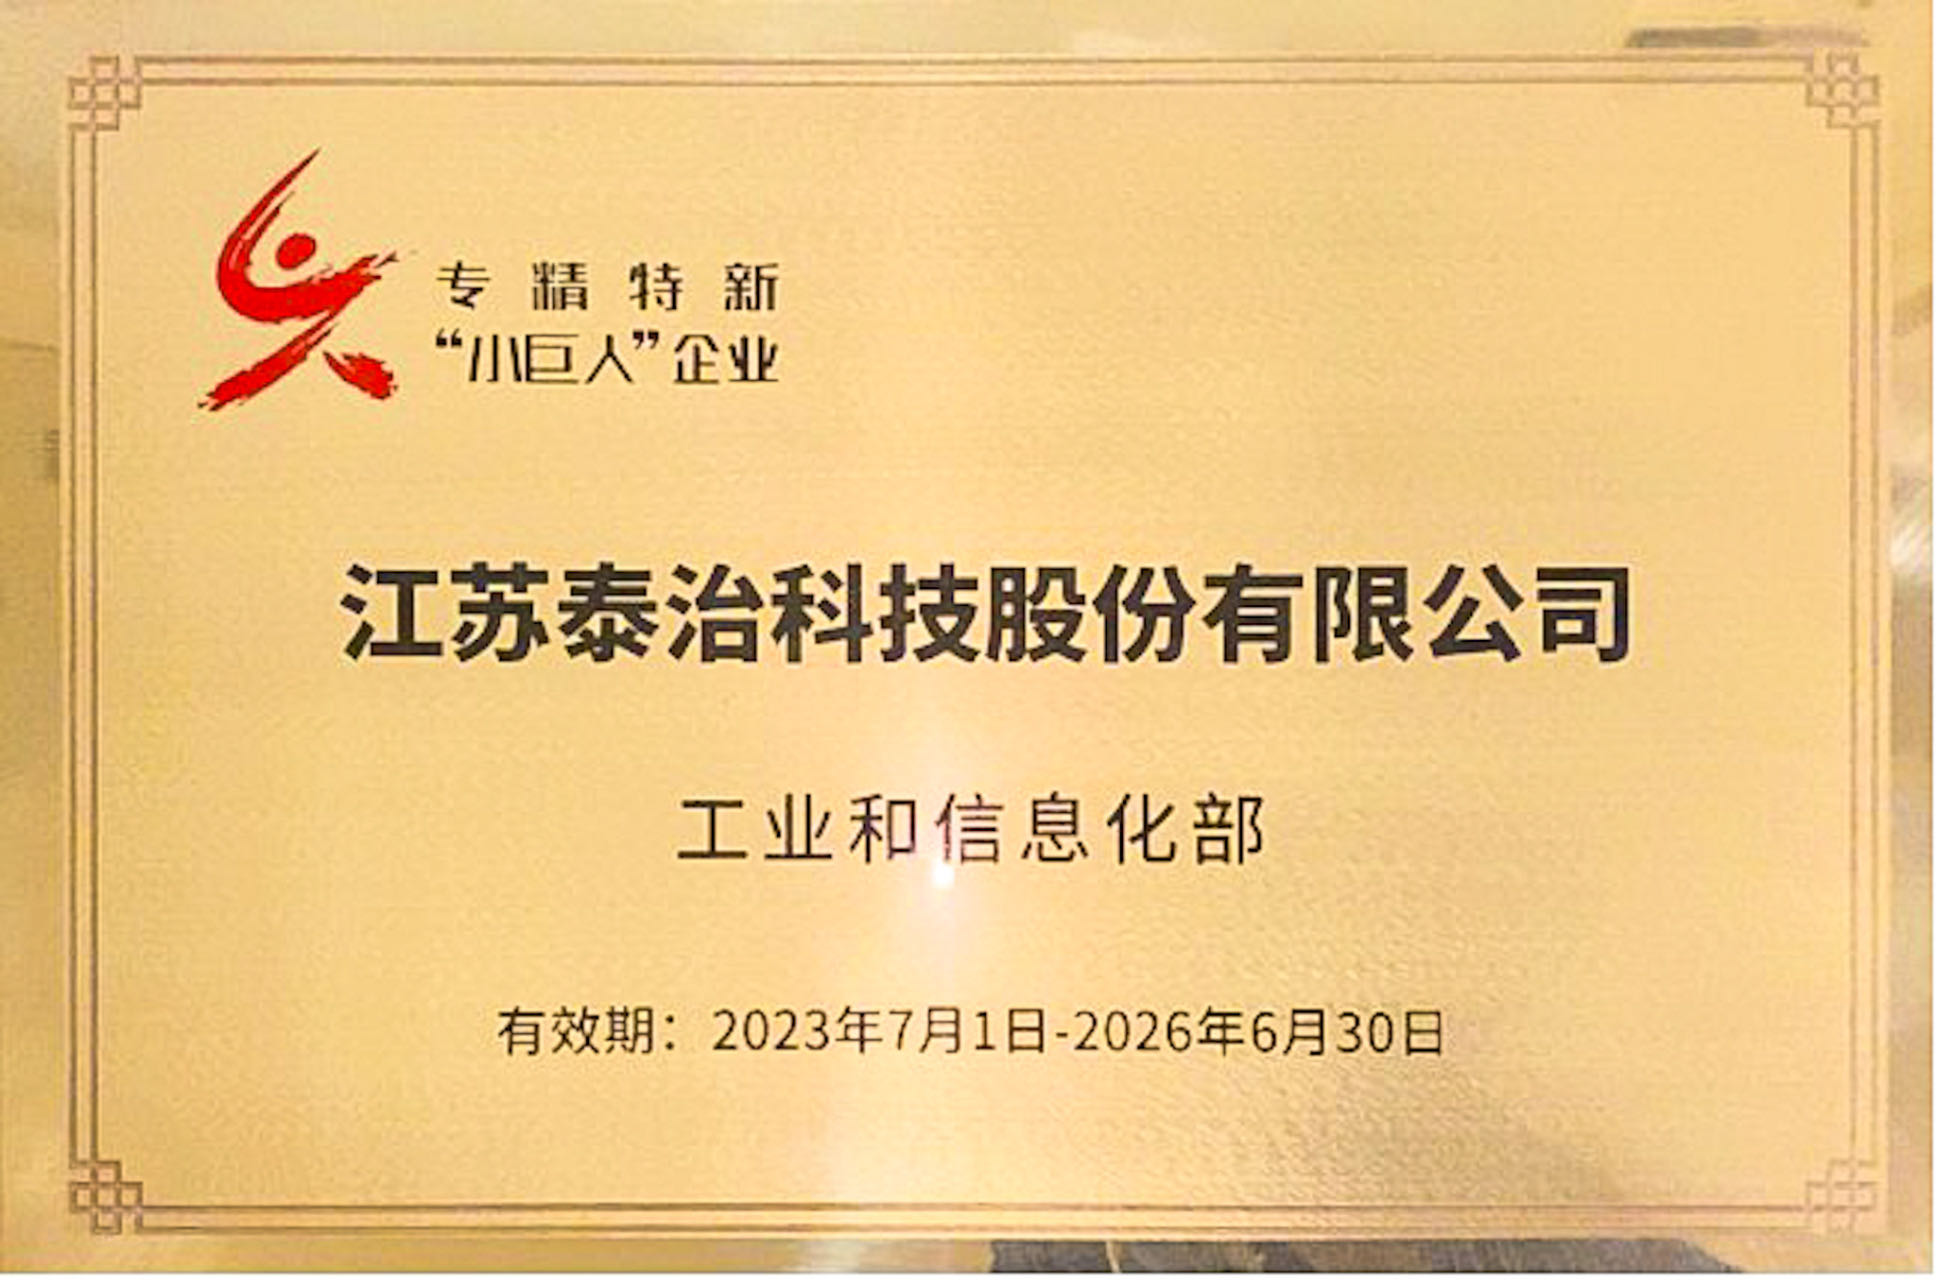 专精特新
“小巨人”企业
江苏泰治科技股份有限公司
工业和信息化部
有效期：2023年7月1日-2026年6月30日